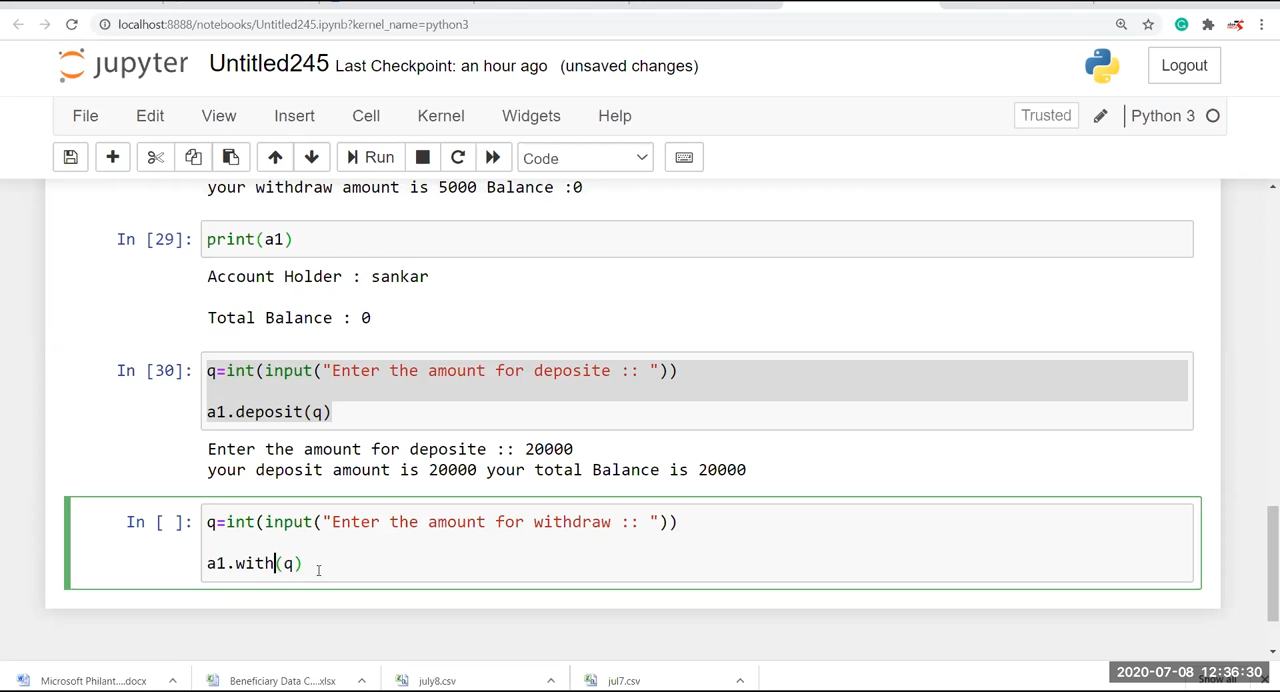 localhost:8888/notebooks/Untitled245.ipynb?kernel_name=python3
jupyter Untitled245 Last Checkpoint: an hour ago (unsaved changes) Logout
File Edit View Insert Cell Kernel Widgets Help Trusted Python 3
Run Code
your withdraw amount is 5000 Balance :0
In [29]: print(a1)
Account Holder : sankar
Total Balance : 0
In [30]: q=int(input("Enter the amount for deposite :: "))
a1.deposit(q)
Enter the amount for deposite :: 20000
your deposit amount is 20000 your total Balance is 20000
In [ ]: q=int(input("Enter the amount for withdraw :: "))
a1.with(q)
Microsoft Philant....docx Beneficiary Data C....xlsx july8.csv jul7.csv Show all
2020-07-08 12:36:30